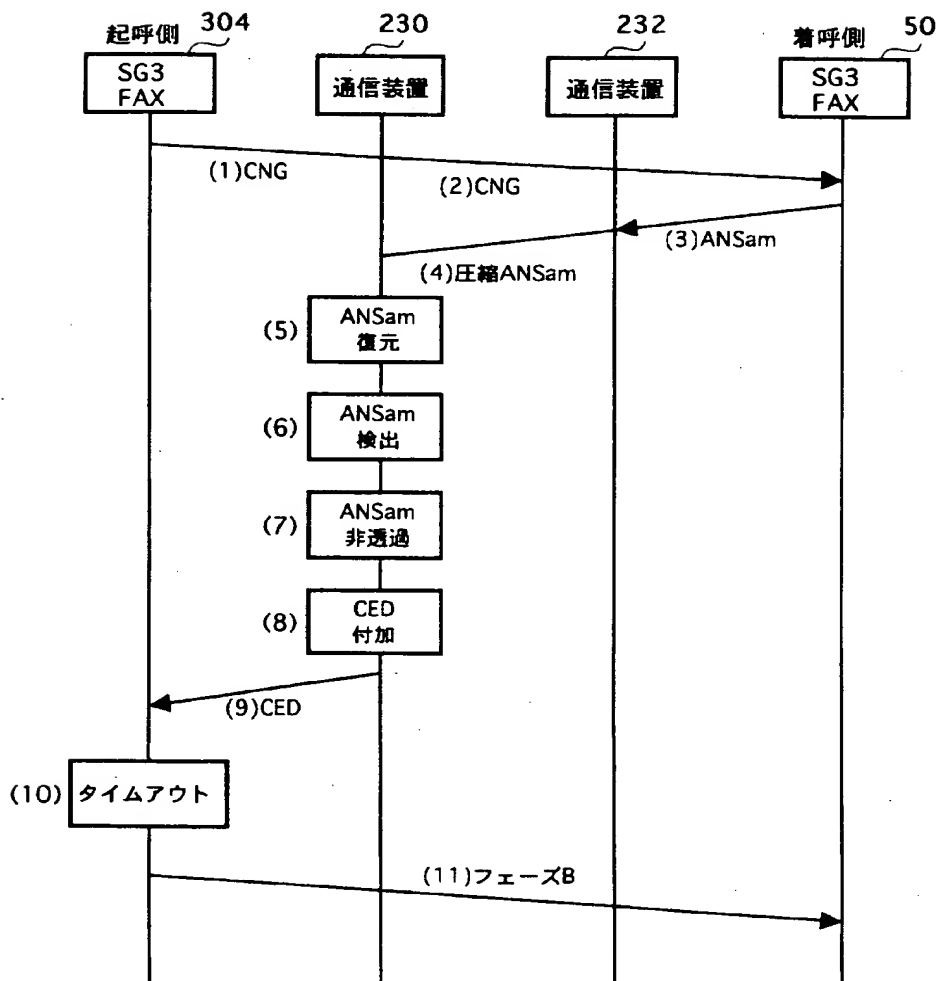 起呼側
304
SG3
FAX
230
通信装置
232
通信装置
着呼側
50
SG3
FAX
(1)CNG
(2)CNG
(3)ANSam
(4)圧縮ANSam
(5)
ANSam
復元
(6)
ANSam
検出
(7)
ANSam
非透過
(8)
CED
付加
(9)CED
(10)
タイムアウト
(11)フェーズB